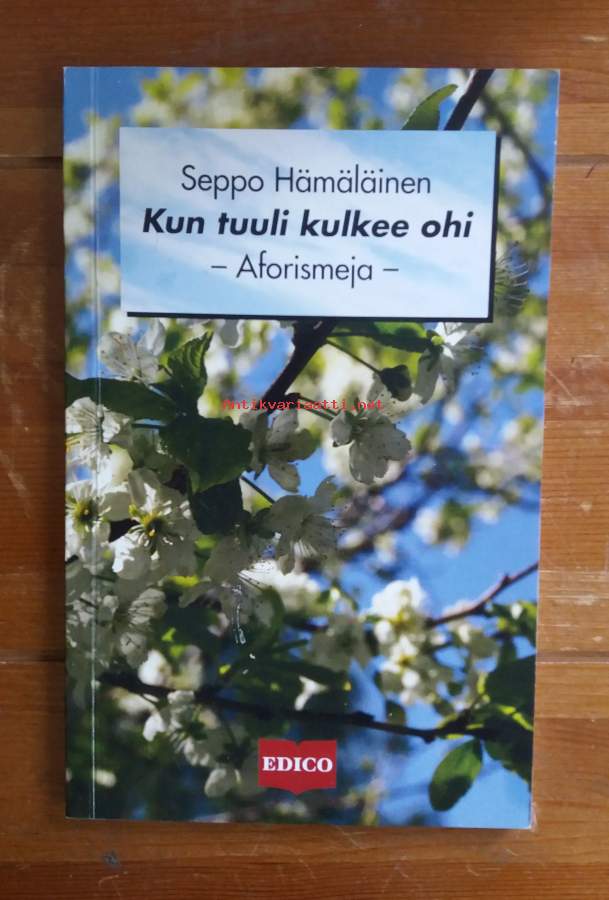 Seppo Hämäläinen
Kun tuuli kulkee ohi
– Aforismeja –
Antikvariaatti.net
EDICO